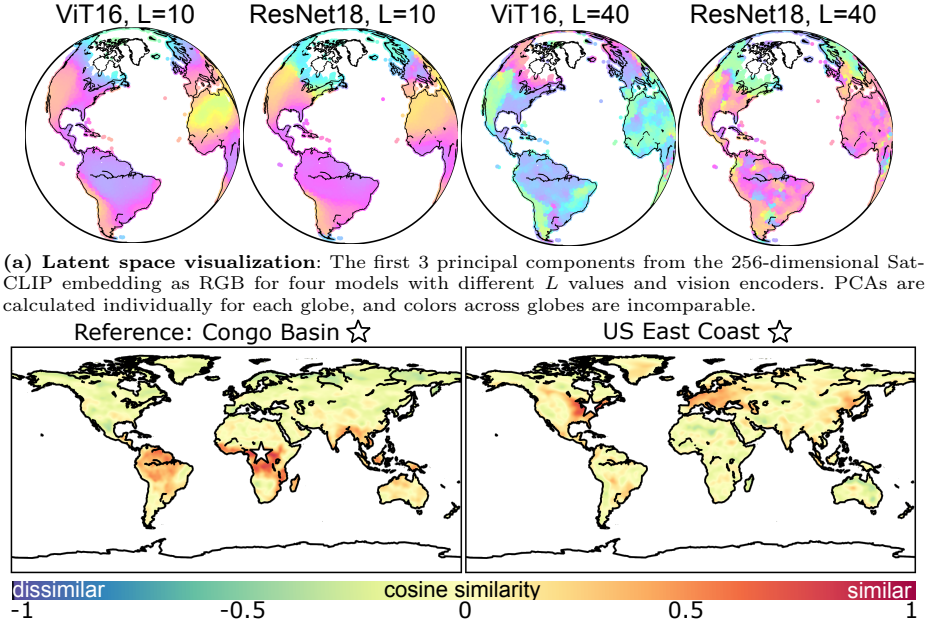 ViT16, L=10 ResNet18, L=10 ViT16, L=40 ResNet18, L=40
(a) Latent space visualization: The first 3 principal components from the 256-dimensional Sat-
CLIP embedding as RGB for four models with different L values and vision encoders. PCAs are
calculated individually for each globe, and colors across globes are incomparable.
Reference: Congo Basin ☆ US East Coast ☆
dissimilar cosine similarity similar
-1 -0.5 0 0.5 1